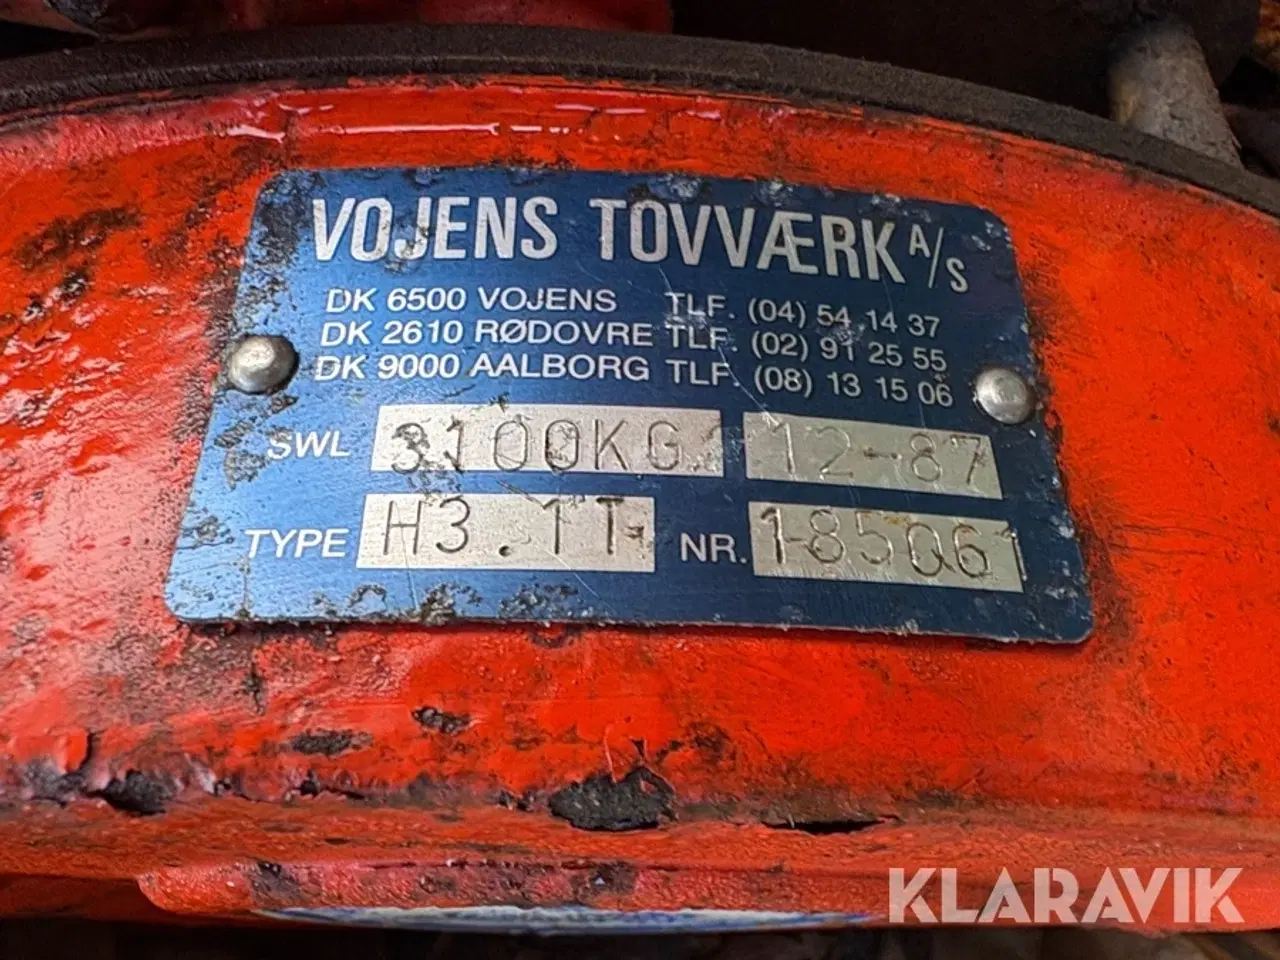 VOJENS TOVVÆRK A/S
DK 6500 VOJENS TLF. (04) 54 14 37
DK 2610 RØDOVRE TLF. (02) 91 25 55
DK 9000 AALBORG TLF. (08) 13 15 06
SWL 3100KG 12-87
TYPE H3.1T NR. 185061
KLARAVIK